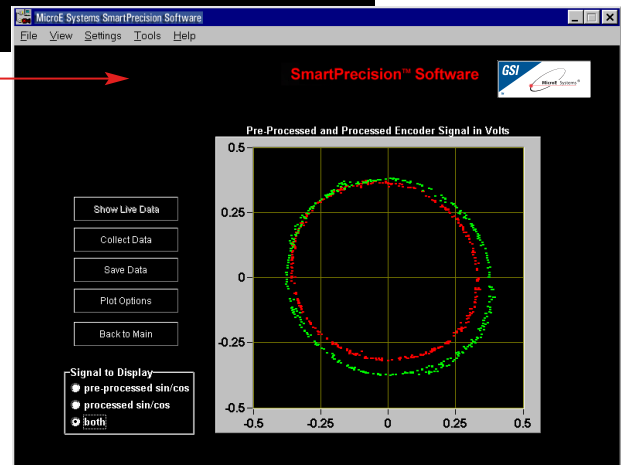 MicroE Systems SmartPrecision Software
File View Settings Tools Help
SmartPrecision™ Software
GSI
MicroE Systems™
Pre-Processed and Processed Encoder Signal in Volts
0.5
0.25
0
-0.25
-0.5
-0.5 -0.25 0 0.25 0.5
Show Live Data
Collect Data
Save Data
Plot Options
Back to Main
Signal to Display
pre-processed sin/cos
processed sin/cos
both